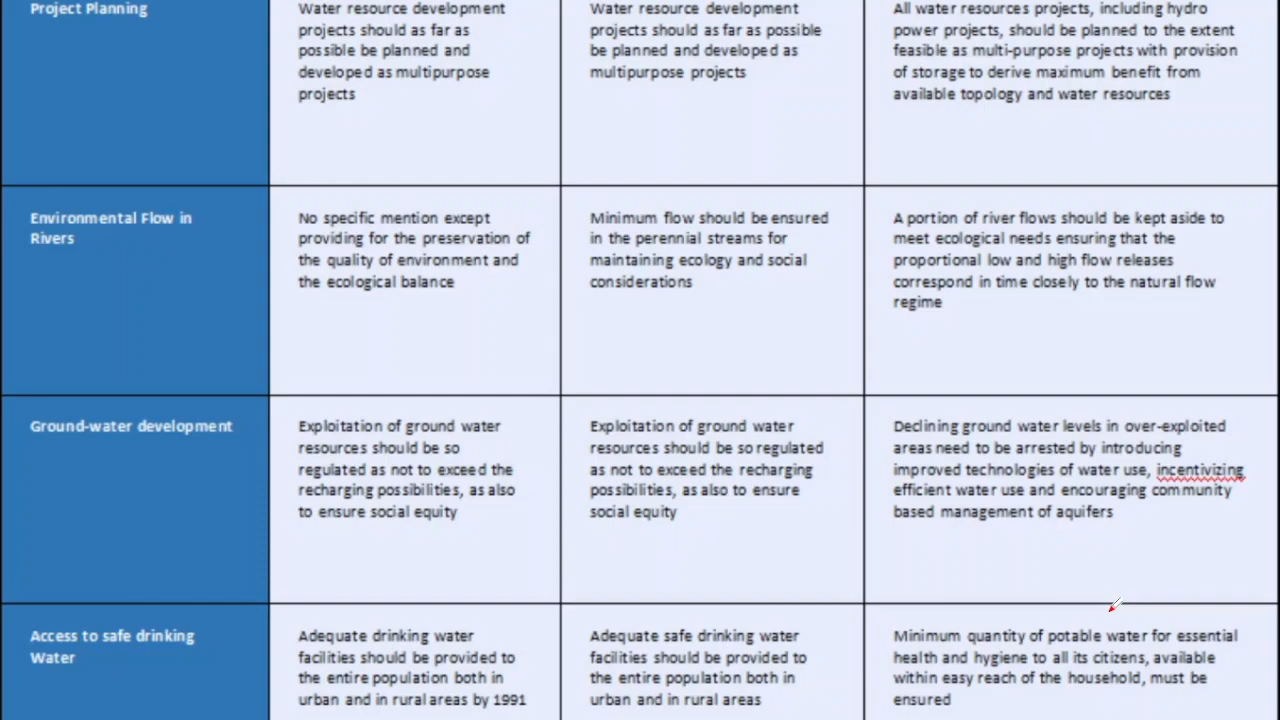 Project Planning
Water resource development
projects should as far as
possible be planned and
developed as multipurpose
projects
Water resource development
projects should as far as possible
be planned and developed as
multipurpose projects
All water resources projects, including hydro
power projects, should be planned to the extent
feasible as multi-purpose projects with provision
of storage to derive maximum benefit from
available topology and water resources
Environmental Flow in
Rivers
No specific mention except
providing for the preservation of
the quality of environment and
the ecological balance
Minimum flow should be ensured
in the perennial streams for
maintaining ecology and social
considerations
A portion of river flows should be kept aside to
meet ecological needs ensuring that the
proportional low and high flow releases
correspond in time closely to the natural flow
regime
Ground-water development
Exploitation of ground water
resources should be so
regulated as not to exceed the
recharging possibilities, as also
to ensure social equity
Exploitation of ground water
resources should be so regulated
as not to exceed the recharging
possibilities, as also to ensure
social equity
Declining ground water levels in over-exploited
areas need to be arrested by introducing
improved technologies of water use, incentivizing
efficient water use and encouraging community
based management of aquifers
Access to safe drinking
Water
Adequate drinking water
facilities should be provided to
the entire population both in
urban and in rural areas by 1991
Adequate safe drinking water
facilities should be provided to
the entire population both in
urban and in rural areas
Minimum quantity of potable water for essential
health and hygiene to all its citizens, available
within easy reach of the household, must be
ensured